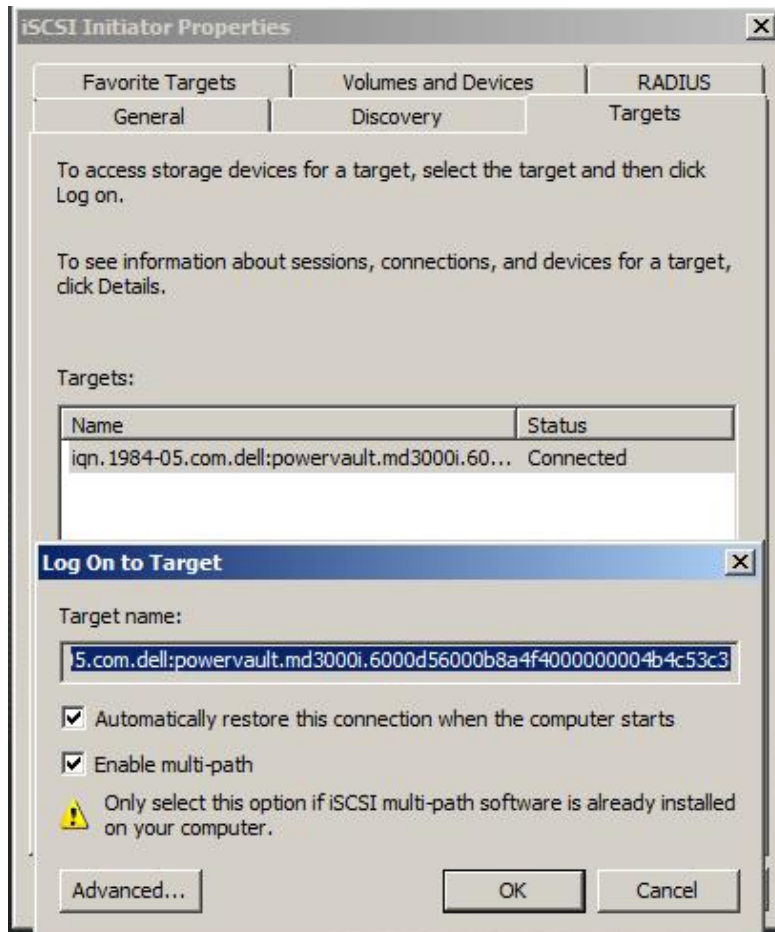 iSCSI Initiator Properties
Favorite Targets
Volumes and Devices
RADIUS
General
Discovery
Targets
To access storage devices for a target, select the target and then click
Log on.
To see information about sessions, connections, and devices for a target,
click Details.
Targets:
Name
Status
iqn.1984-05.com.dell:powervault.md3000i.60...
Connected
Log On to Target
Target name:
5.com.dell:powervault.md3000i.6000d56000b8a4f4000000004b4c53c3
Automatically restore this connection when the computer starts
Enable multi-path
Only select this option if iSCSI multi-path software is already installed
on your computer.
Advanced...
OK
Cancel